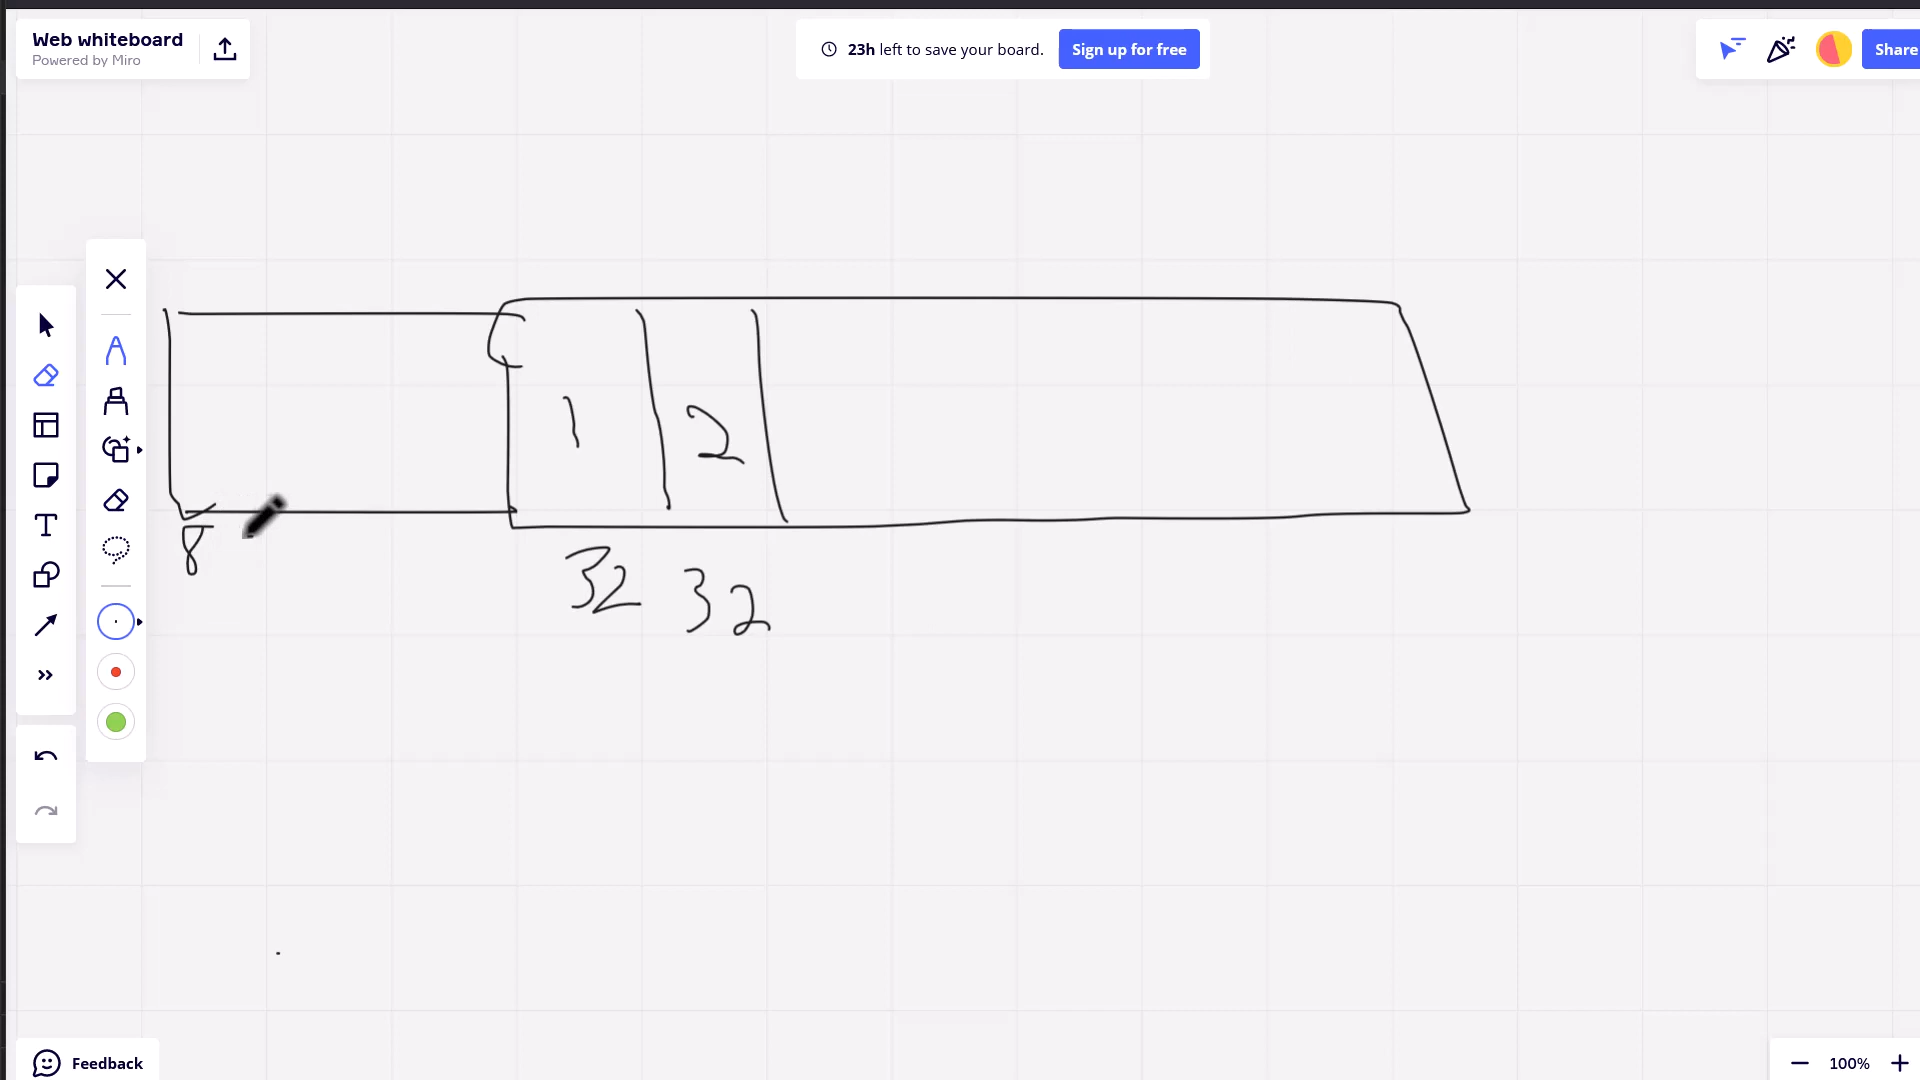 Web whiteboard
Powered by Miro
23h left to save your board.
Sign up for free
Share
1 2
8
32 32
Feedback
100%